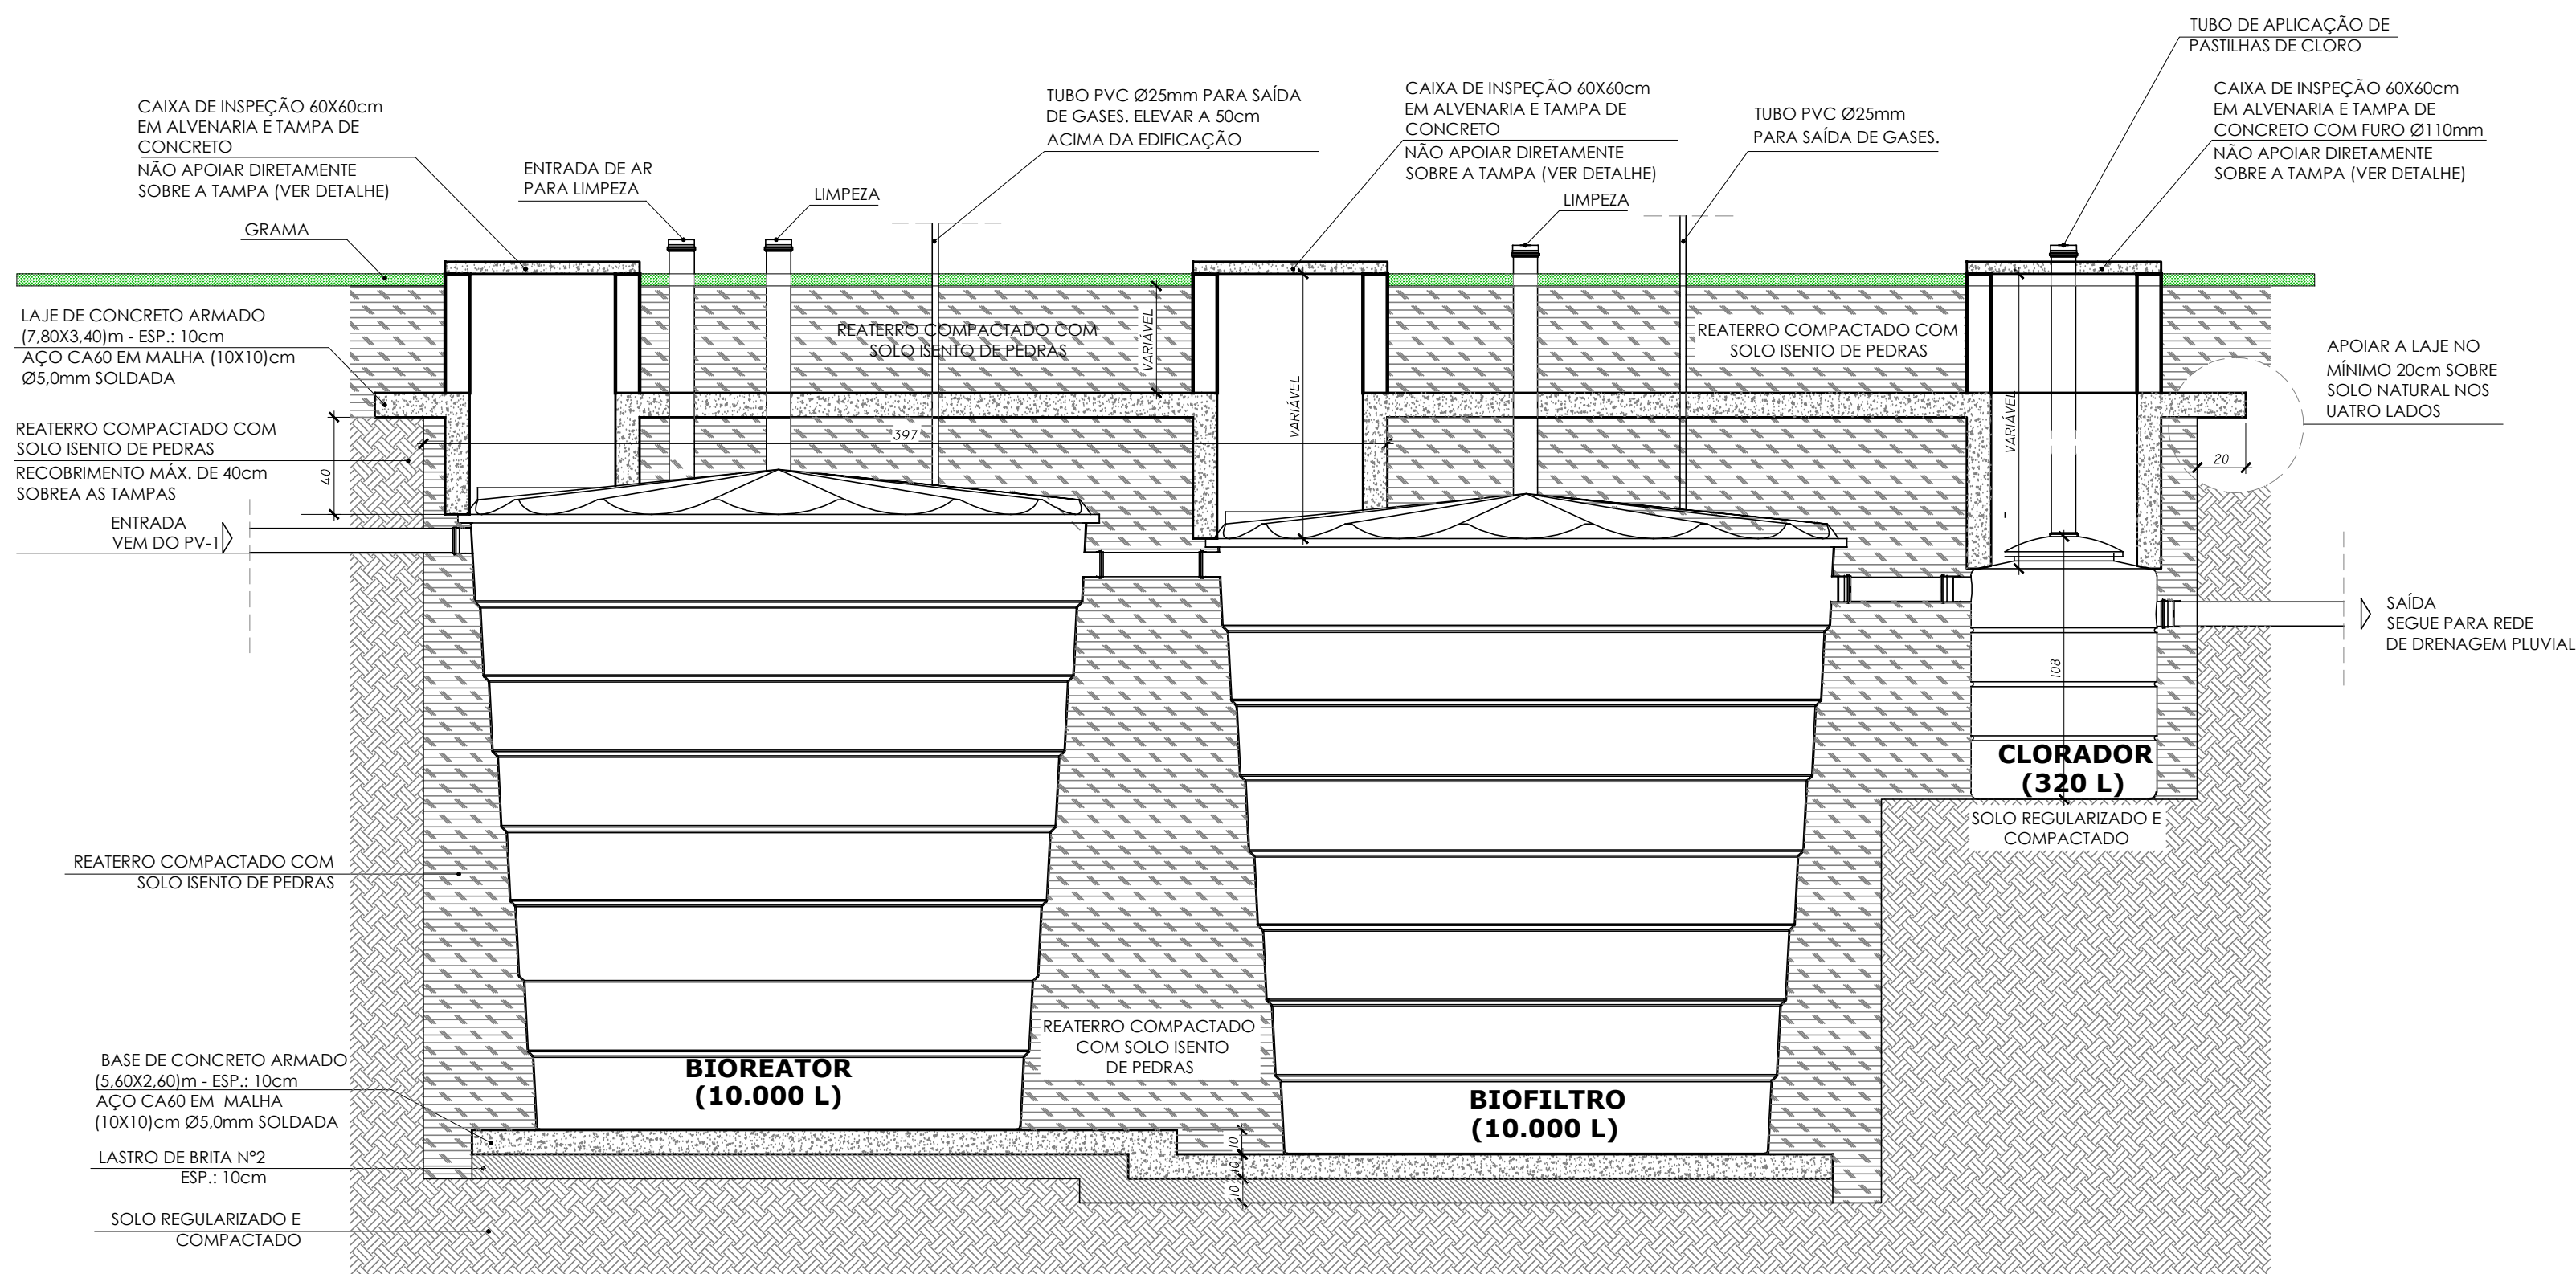 TUBO DE APLICAÇÃO DE
PASTILHAS DE CLORO
CAIXA DE INSPEÇÃO 60X60cm
EM ALVENARIA E TAMPA DE
CONCRETO
NÃO APOIAR DIRETAMENTE
SOBRE A TAMPA (VER DETALHE)
ENTRADA DE AR
PARA LIMPEZA
LIMPEZA
TUBO PVC Ø25mm PARA SAÍDA
DE GASES. ELEVAR A 50cm
ACIMA DA EDIFICAÇÃO
CAIXA DE INSPEÇÃO 60X60cm
EM ALVENARIA E TAMPA DE
CONCRETO
NÃO APOIAR DIRETAMENTE
SOBRE A TAMPA (VER DETALHE)
LIMPEZA
TUBO PVC Ø25mm
PARA SAÍDA DE GASES.
CAIXA DE INSPEÇÃO 60X60cm
EM ALVENARIA E TAMPA DE
CONCRETO COM FURO Ø110mm
NÃO APOIAR DIRETAMENTE
SOBRE A TAMPA (VER DETALHE)
GRAMA
LAJE DE CONCRETO ARMADO
(7,80X3,40)m - ESP.: 10cm
AÇO CA60 EM MALHA (10X10)cm
Ø5,0mm SOLDADA
REATERRO COMPACTADO COM
SOLO ISENTO DE PEDRAS
VARIÁVEL
VARIÁVEL
REATERRO COMPACTADO COM
SOLO ISENTO DE PEDRAS
VARIÁVEL
APOIAR A LAJE NO
MÍNIMO 20cm SOBRE
SOLO NATURAL NOS
UATRO LADOS
REATERRO COMPACTADO COM
SOLO ISENTO DE PEDRAS
RECOBRIMENTO MÁX. DE 40cm
SOBREA AS TAMPAS
40
397
20
ENTRADA
VEM DO PV-1
SAÍDA
SEGUE PARA REDE
DE DRENAGEM PLUVIAL
108
CLORADOR
(320 L)
SOLO REGULARIZADO E
COMPACTADO
REATERRO COMPACTADO COM
SOLO ISENTO DE PEDRAS
REATERRO COMPACTADO
COM SOLO ISENTO
DE PEDRAS
BASE DE CONCRETO ARMADO
(5,60X2,60)m - ESP.: 10cm
AÇO CA60 EM MALHA
(10X10)cm Ø5,0mm SOLDADA
BIOREATOR
(10.000 L)
BIOFILTRO
(10.000 L)
10
10
10
LASTRO DE BRITA N°2
ESP.: 10cm
SOLO REGULARIZADO E
COMPACTADO